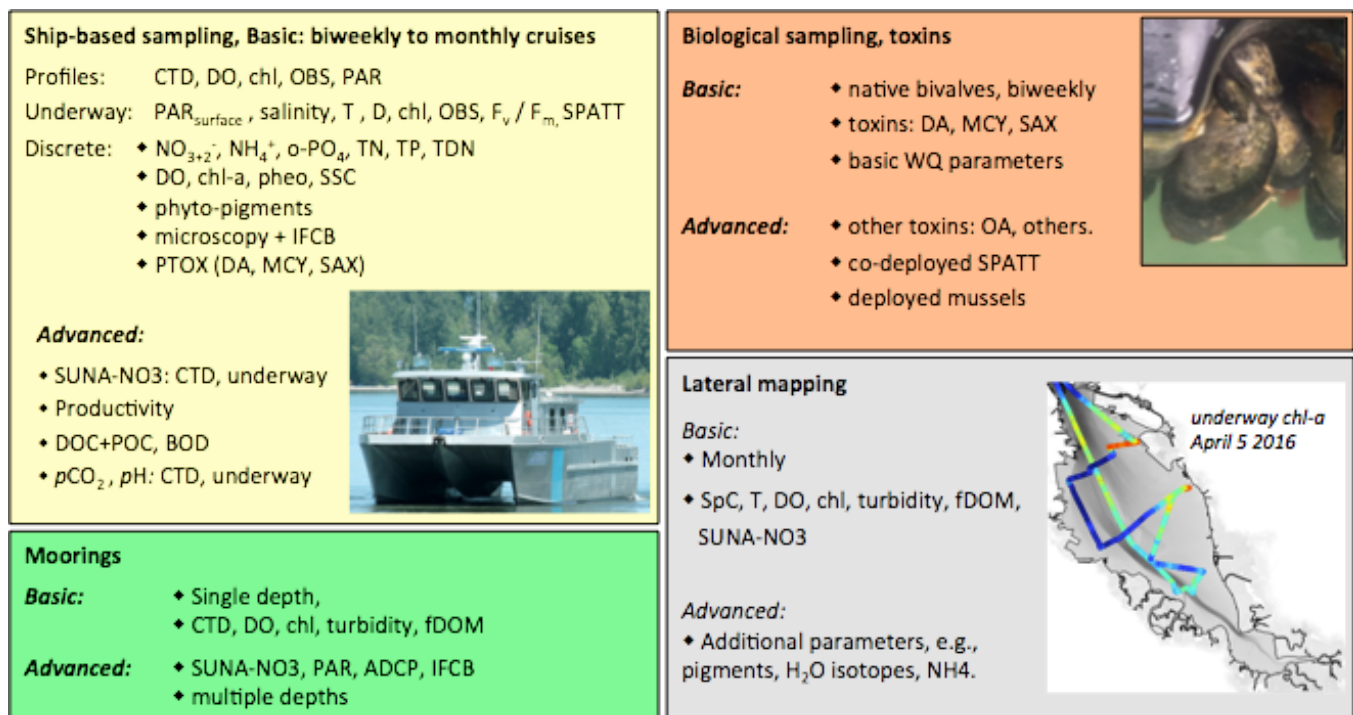 Ship-based sampling, Basic: biweekly to monthly cruises
Profiles: CTD, DO, chl, OBS, PAR
Underway: PARsurface , salinity, T , D, chl, OBS, Fv / Fm, SPATT
Discrete: ◆ NO3+2-, NH4+, o-PO4, TN, TP, TDN
◆ DO, chl-a, pheo, SSC
◆ phyto-pigments
◆ microscopy + IFCB
◆ PTOX (DA, MCY, SAX)
Advanced:
◆ SUNA-NO3: CTD, underway
◆ Productivity
◆ DOC+POC, BOD
◆ pCO2 , pH: CTD, underway
Moorings
Basic: ◆ Single depth,
◆ CTD, DO, chl, turbidity, fDOM
Advanced: ◆ SUNA-NO3, PAR, ADCP, IFCB
◆ multiple depths
Biological sampling, toxins
Basic: ◆ native bivalves, biweekly
◆ toxins: DA, MCY, SAX
◆ basic WQ parameters
Advanced: ◆ other toxins: OA, others.
◆ co-deployed SPATT
◆ deployed mussels
Lateral mapping
Basic:
◆ Monthly
◆ SpC, T, DO, chl, turbidity, fDOM,
SUNA-NO3
Advanced:
◆ Additional parameters, e.g.,
pigments, H2O isotopes, NH4.
underway chl-a
April 5 2016